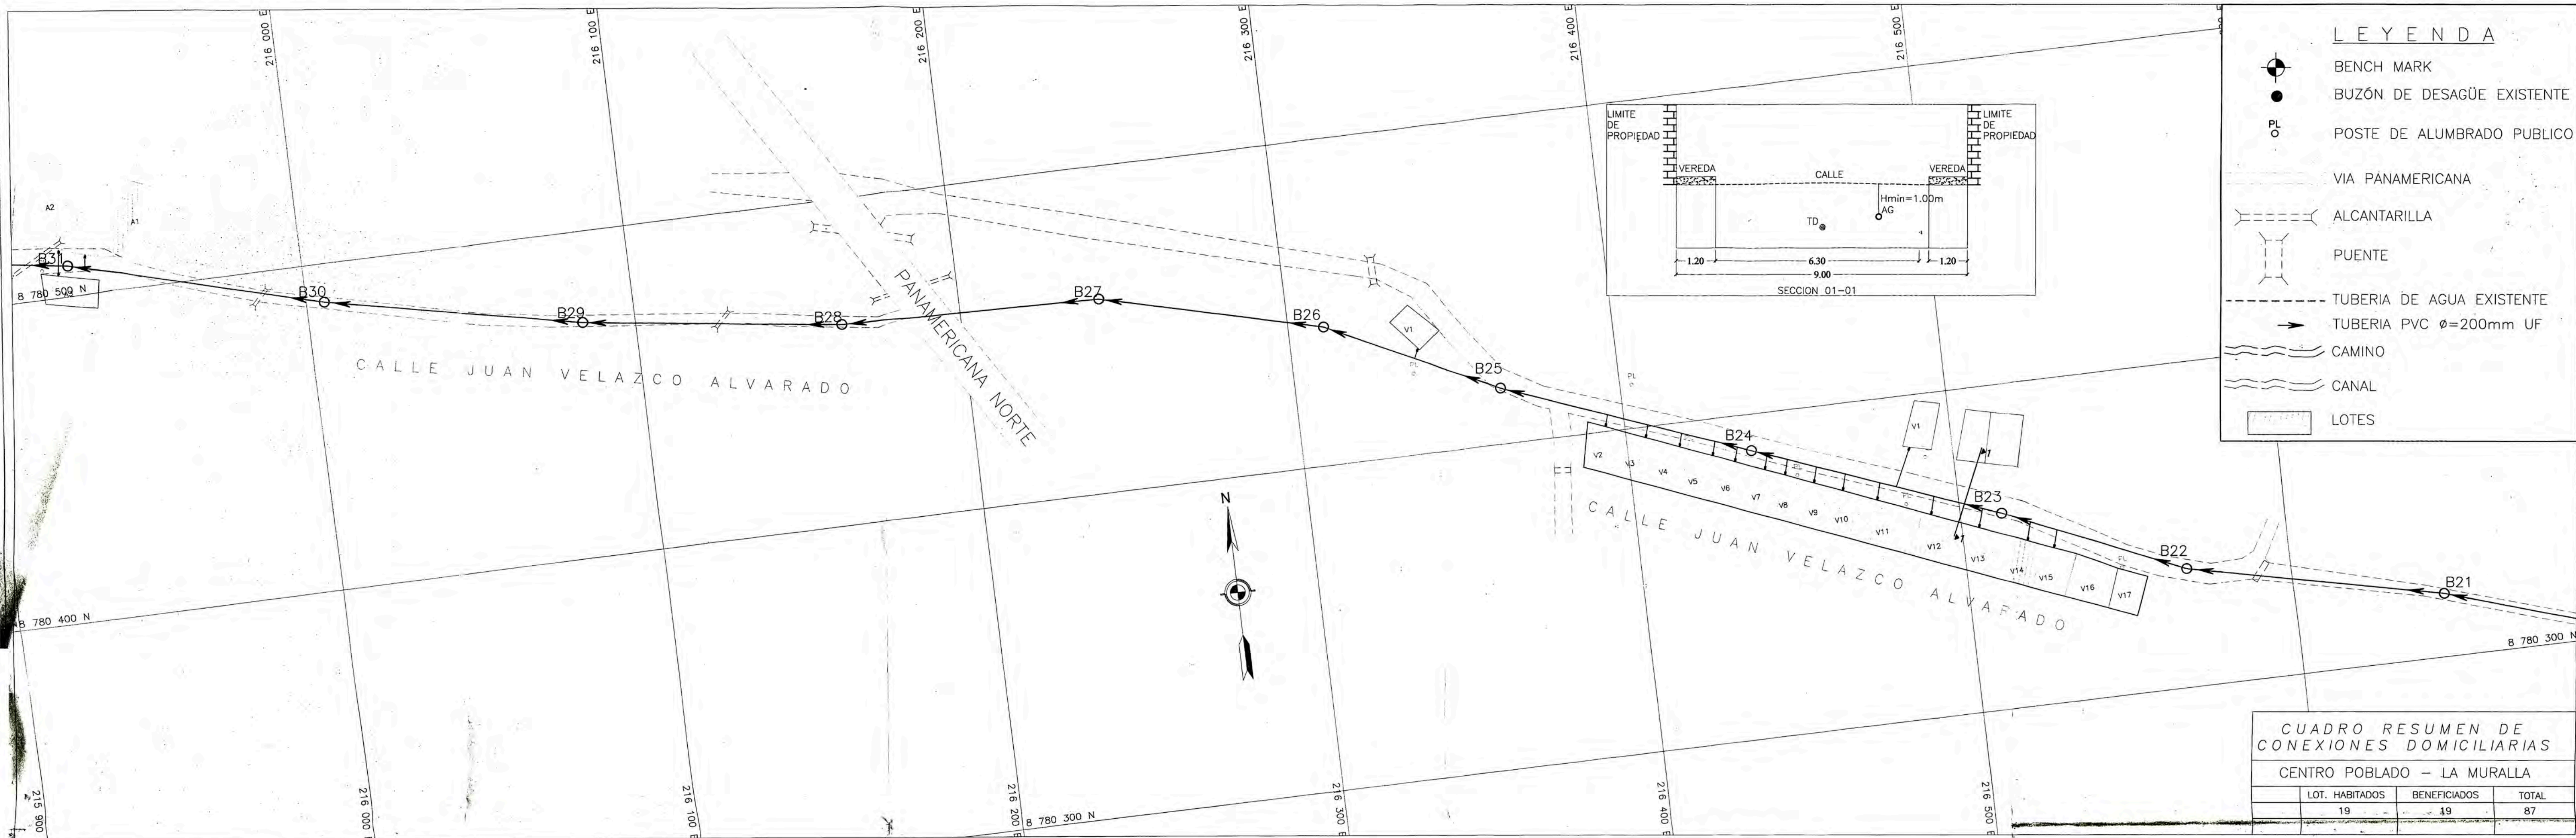 216 000 E
216 100 E
216 200 E
216 300 E
216 400 E
216 500 E
LEYENDA
BENCH MARK
BUZÓN DE DESAGÜE EXISTENTE
PL
POSTE DE ALUMBRADO PUBLICO
VIA PANAMERICANA
ALCANTARILLA
PUENTE
TUBERIA DE AGUA EXISTENTE
TUBERIA PVC Ø=200mm UF
CAMINO
CANAL
LOTES
LIMITE
DE
PROPIEDAD
LIMITE
DE
PROPIEDAD
VEREDA
CALLE
VEREDA
Hmin=1.00m
AG
TD
1.20
6.30
1.20
9.00
SECCION 01-01
A2
A1
B31
8 780 500 N
B30
B29
B28
B27
B26
B25
B24
B23
B22
B21
PANAMERICANA NORTE
CALLE JUAN VELAZCO ALVARADO
V1
PL
PL
V1
V2
V3
V4
V5
V6
V7
V8
V9
V10
V11
V12
V13
V14
V15
V16
V17
PL
PL
PL
CALLE JUAN VELAZCO ALVARADO
N
8 780 400 N
8 780 300 N
8 780 300 N
215 900
216 000
216 100 E
216 200 E
216 300 E
216 400 E
216 500 E
CUADRO RESUMEN DE
CONEXIONES DOMICILIARIAS
CENTRO POBLADO - LA MURALLA
LOT. HABITADOS BENEFICIADOS TOTAL
19 19 87